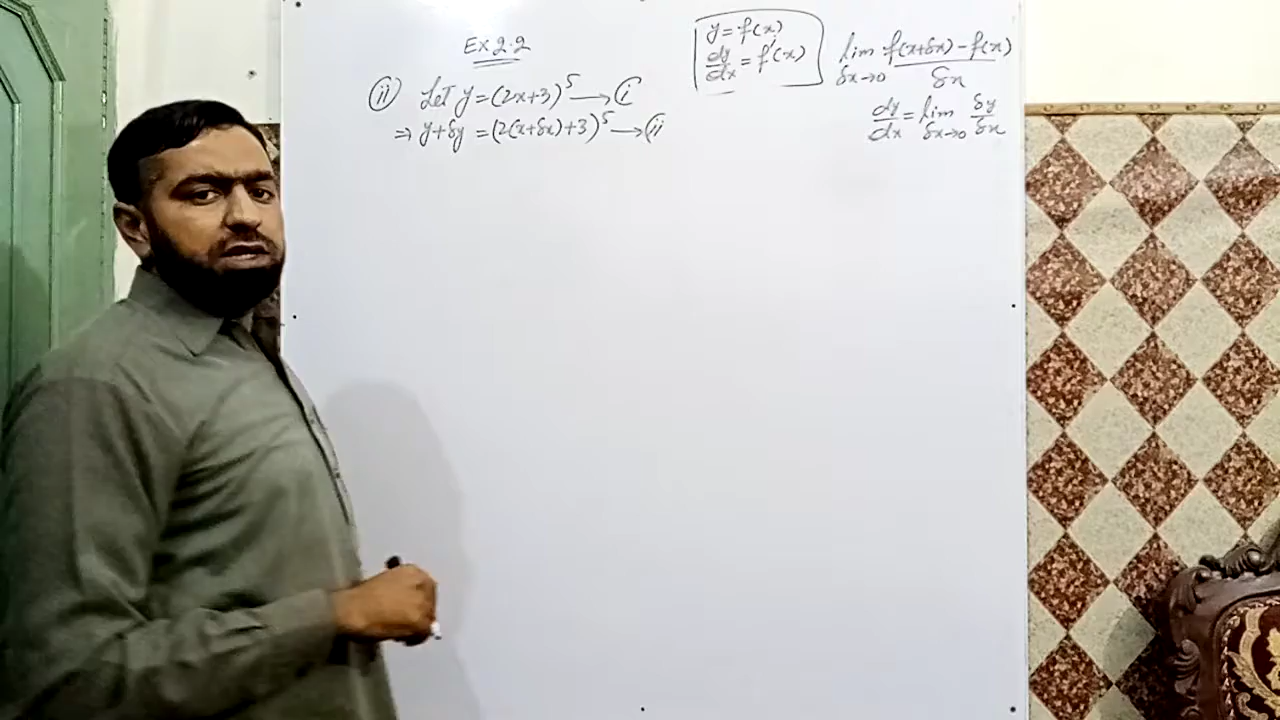 Ex 2.2
(ii) Let y = (2x+3)^5 → (i
⇒ y+δy = (2(x+δx)+3)^5 → (ii
y = f(x)
dy/dx = f'(x)
lim δx→0 f(x+δx) − f(x) / δx
dy/dx = lim δx→0 δy/δx